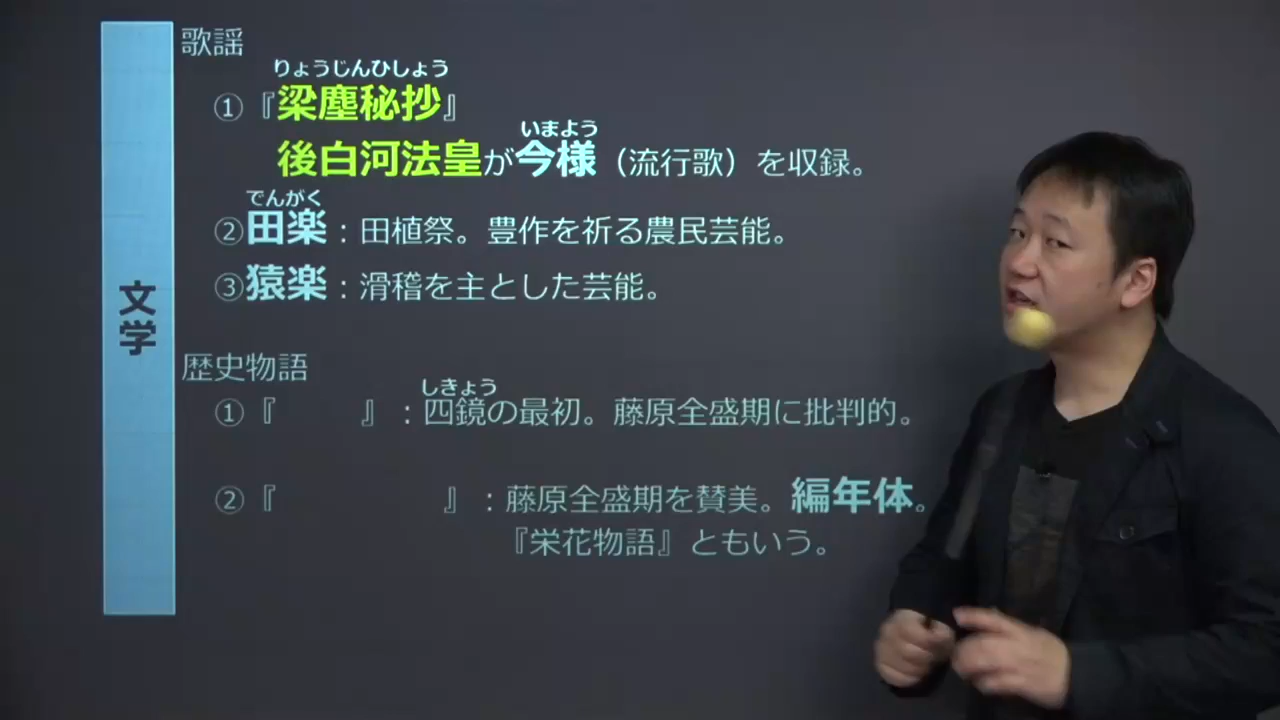 文学
歌謡
りょうじんひしょう
①『梁塵秘抄』
いまよう
後白河法皇が今様（流行歌）を収録。
でんがく
②田楽：田植祭。豊作を祈る農民芸能。
③猿楽：滑稽を主とした芸能。
歴史物語
しきょう
①『　　』：四鏡の最初。藤原全盛期に批判的。
②『　　　　』：藤原全盛期を賛美。編年体。
『栄花物語』ともいう。